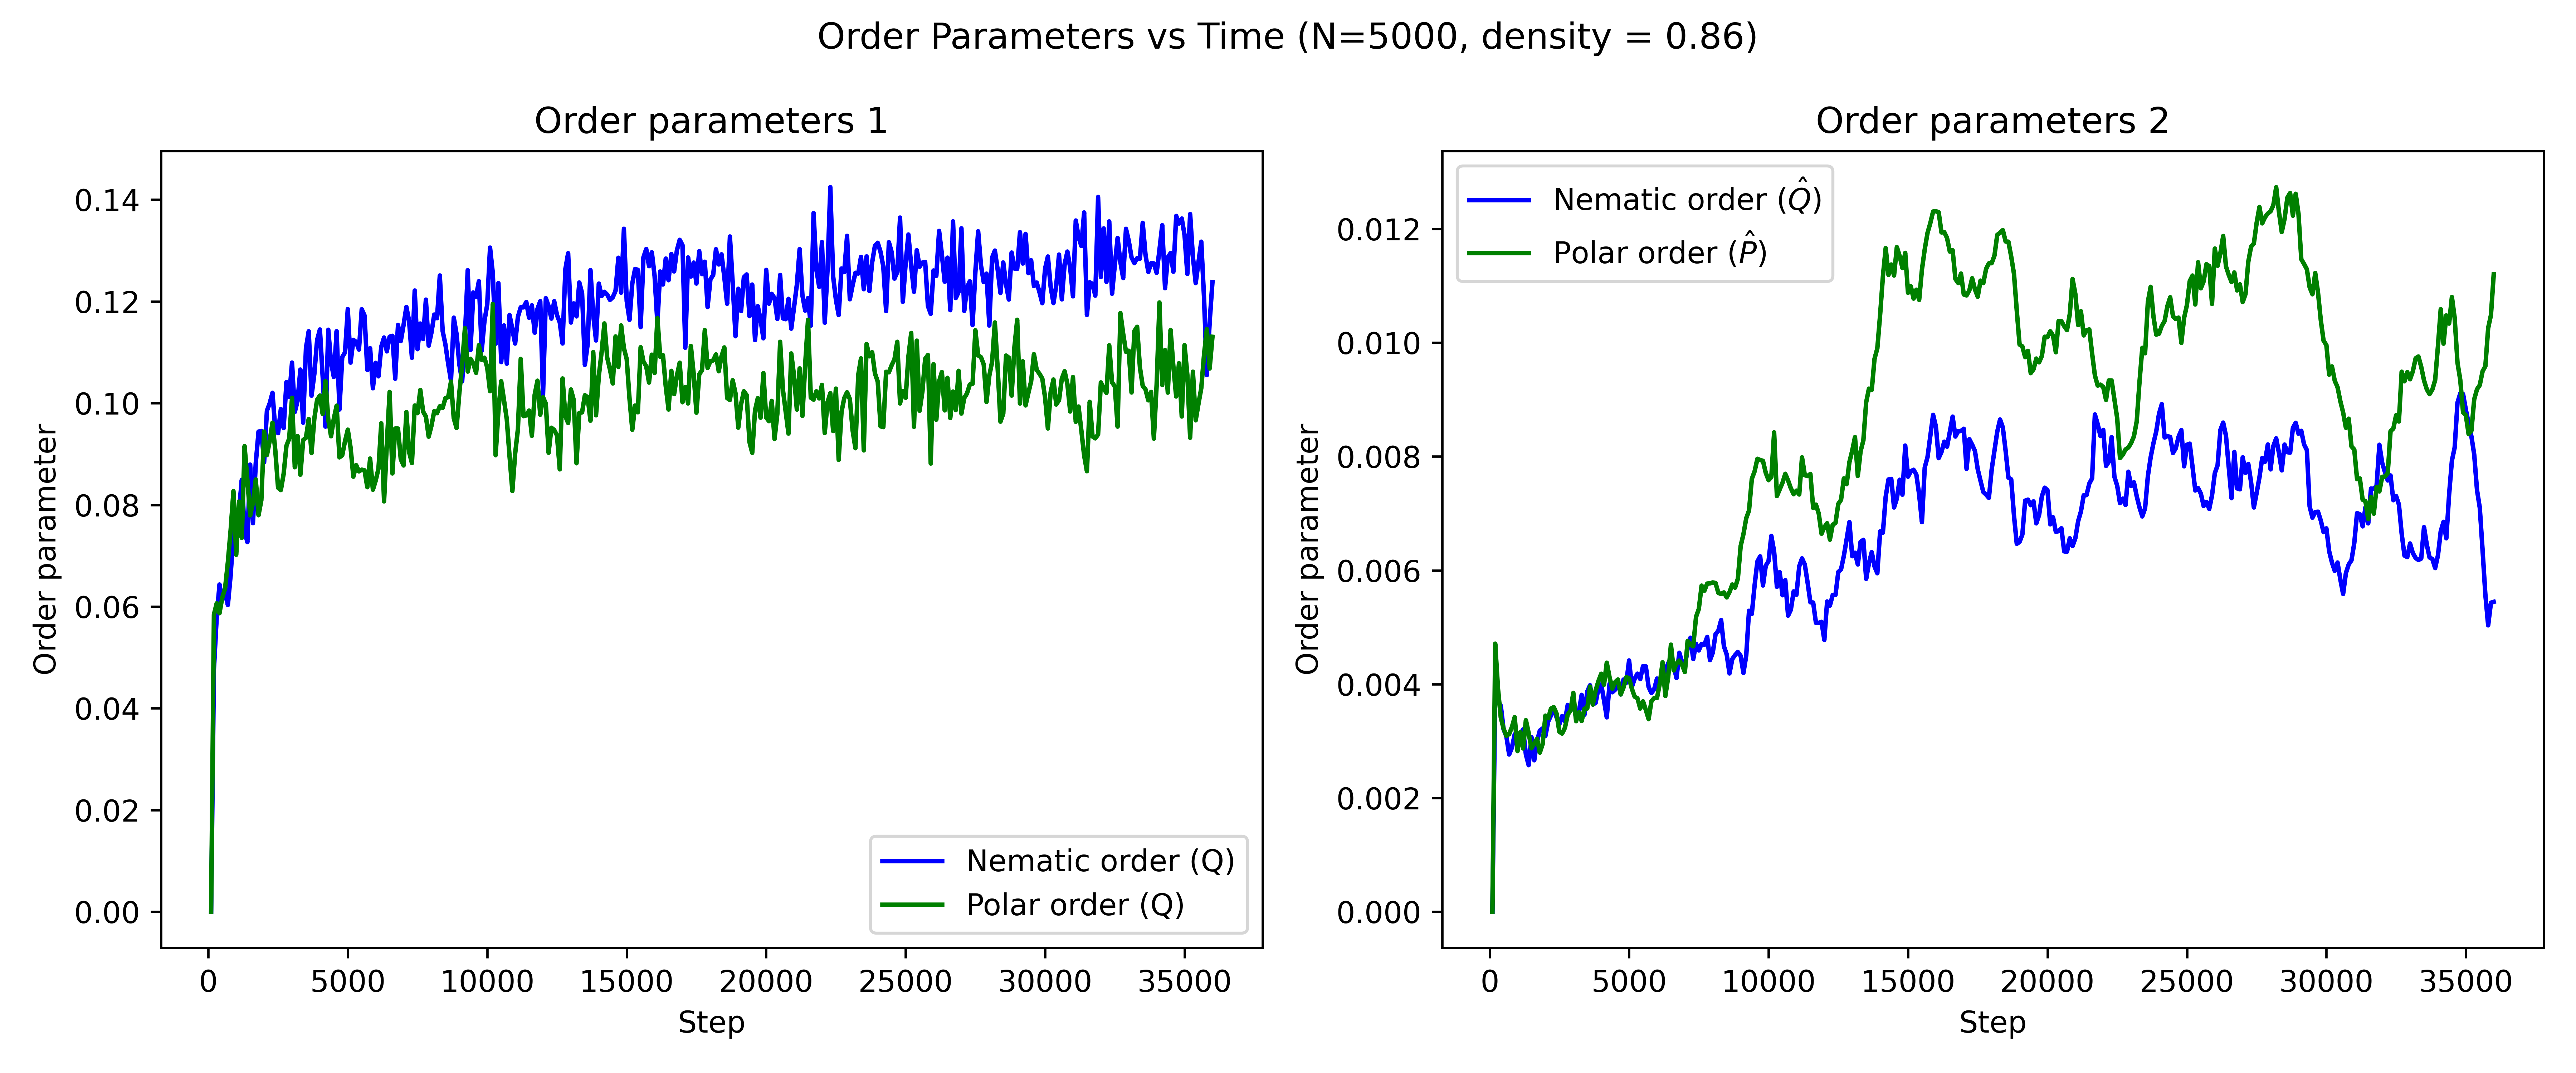 Order Parameters vs Time (N=5000, density = 0.86)
Order parameters 1
Order parameter
0.14
0.12
0.10
0.08
0.06
0.04
0.02
0.00
Nematic order (Q)
Polar order (Q)
0 5000 10000 15000 20000 25000 30000 35000
Step
Order parameters 2
Order parameter
0.012
0.010
0.008
0.006
0.004
0.002
0.000
Nematic order (Q̂)
Polar order (P̂)
0 5000 10000 15000 20000 25000 30000 35000
Step